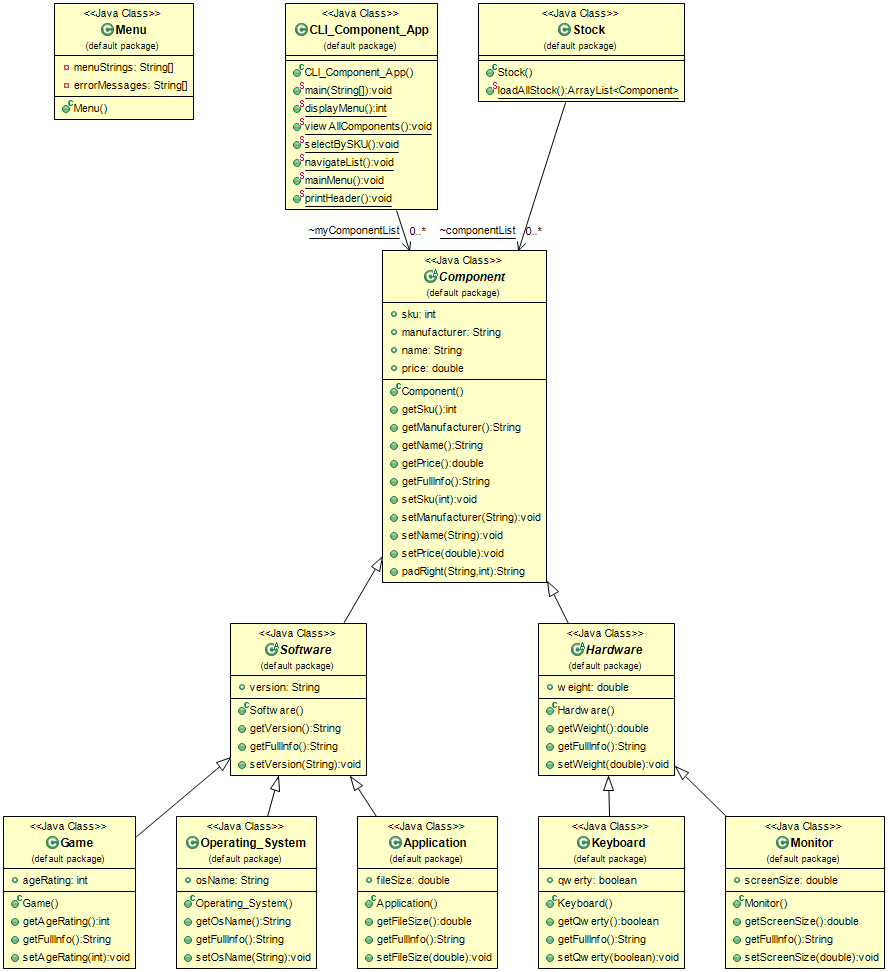 <<Java Class>>
Menu
(default package)
menuStrings: String[]
errorMessages: String[]
Menu()
<<Java Class>>
CLI_Component_App
(default package)
CLI_Component_App()
main(String[]):void
displayMenu():int
viewAllComponents():void
selectBySKU():void
navigateList():void
mainMenu():void
printHeader():void
<<Java Class>>
Stock
(default package)
Stock()
loadAllStock():ArrayList<Component>
~myComponentList 0..*
~componentList 0..*
<<Java Class>>
Component
(default package)
sku: int
manufacturer: String
name: String
price: double
Component()
getSku():int
getManufacturer():String
getName():String
getPrice():double
getFullInfo():String
setSku(int):void
setManufacturer(String):void
setName(String):void
setPrice(double):void
padRight(String,int):String
<<Java Class>>
Software
(default package)
version: String
Software()
getVersion():String
getFullInfo():String
setVersion(String):void
<<Java Class>>
Hardware
(default package)
weight: double
Hardware()
getWeight():double
getFullInfo():String
setWeight(double):void
<<Java Class>>
Game
(default package)
ageRating: int
Game()
getAgeRating():int
getFullInfo():String
setAgeRating(int):void
<<Java Class>>
Operating_System
(default package)
osName: String
Operating_System()
getOsName():String
getFullInfo():String
setOsName(String):void
<<Java Class>>
Application
(default package)
fileSize: double
Application()
getFileSize():double
getFullInfo():String
setFileSize(double):void
<<Java Class>>
Keyboard
(default package)
qwerty: boolean
Keyboard()
getQwerty():boolean
getFullInfo():String
setQwerty(boolean):void
<<Java Class>>
Monitor
(default package)
screenSize: double
Monitor()
getScreenSize():double
getFullInfo():String
setScreenSize(double):void